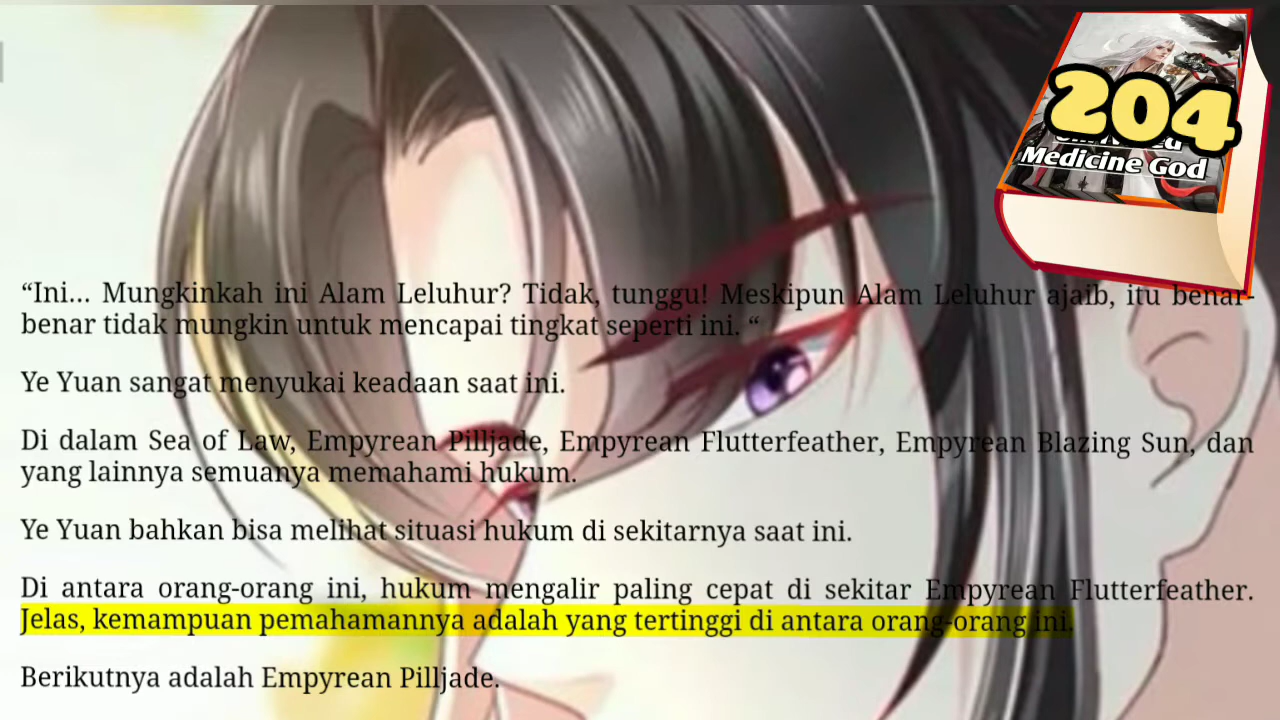 204
Medicine God
“Ini... Mungkinkah ini Alam Leluhur? Tidak, tunggu! Meskipun Alam Leluhur ajaib, itu benar-
benar tidak mungkin untuk mencapai tingkat seperti ini. “
Ye Yuan sangat menyukai keadaan saat ini.
Di dalam Sea of Law, Empyrean Pilljade, Empyrean Flutterfeather, Empyrean Blazing Sun, dan
yang lainnya semuanya memahami hukum.
Ye Yuan bahkan bisa melihat situasi hukum di sekitarnya saat ini.
Di antara orang-orang ini, hukum mengalir paling cepat di sekitar Empyrean Flutterfeather.
Jelas, kemampuan pemahamannya adalah yang tertinggi di antara orang-orang ini.
Berikutnya adalah Empyrean Pilljade.